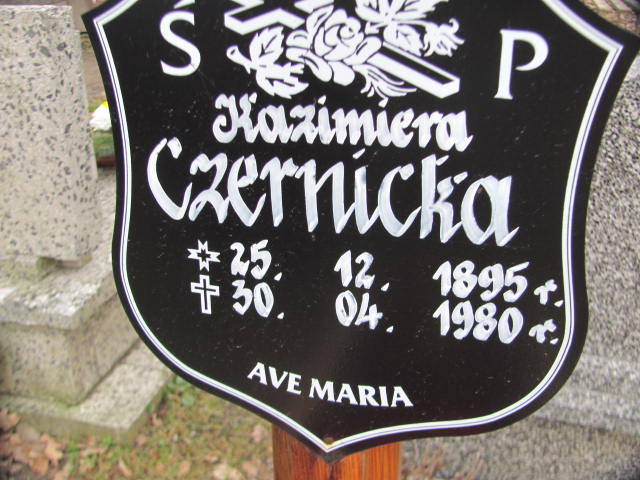 Ś P
Kazimiera
Czernicka
25. 12. 1895 r.
30. 04. 1980 r.
AVE MARIA